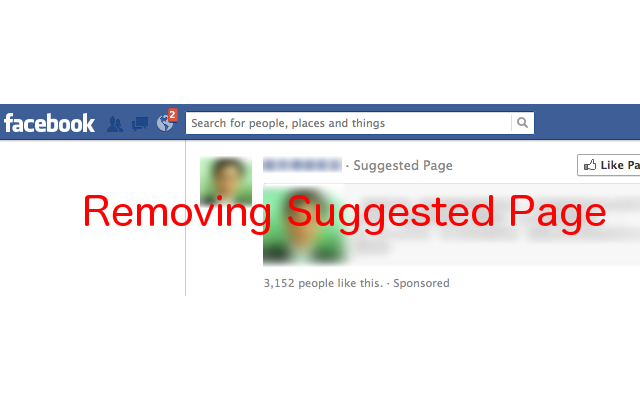 facebook
2
Search for people, places and things
· Suggested Page
Like Pa
Removing Suggested Page
3,152 people like this. · Sponsored